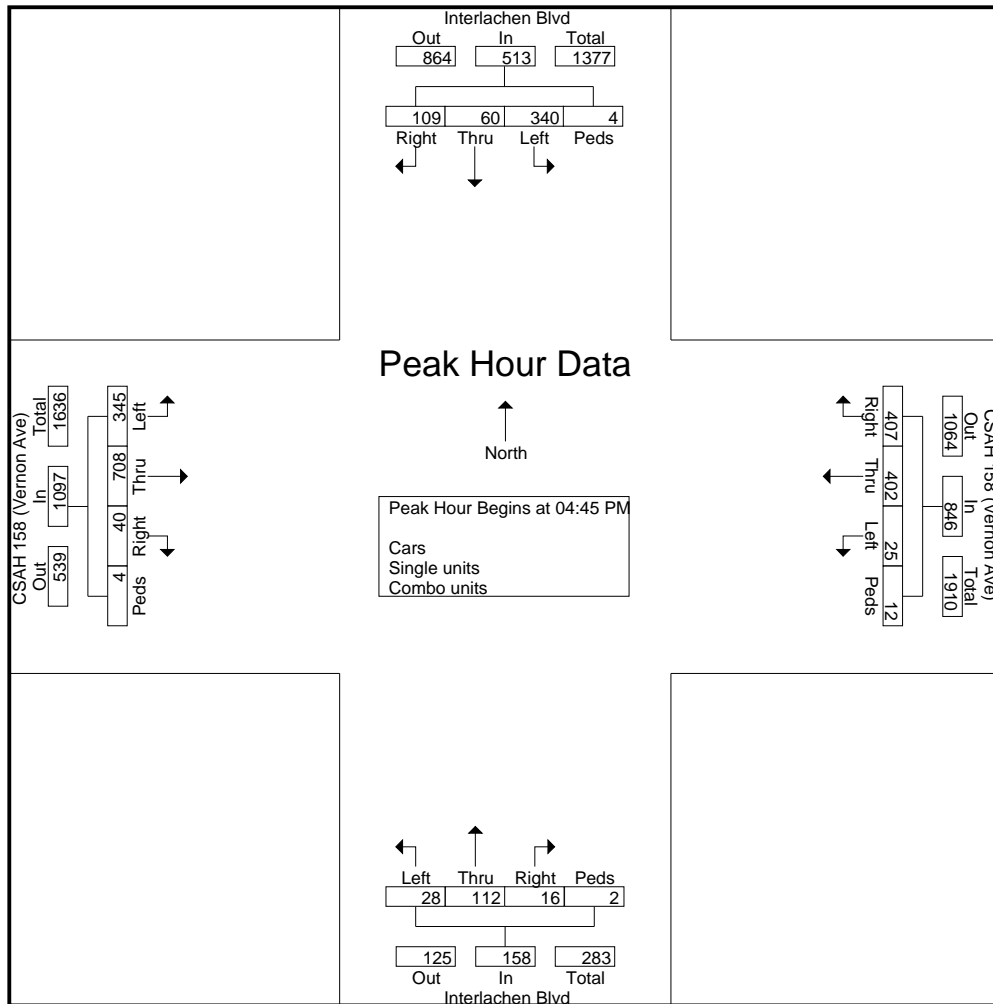 Interlachen Blvd
Out In Total
864 513 1377
109 60 340 4
Right Thru Left Peds
Peak Hour Data
North
Peak Hour Begins at 04:45 PM
Cars
Single units
Combo units
CSAH 158 (Vernon Ave)
Out In Total
539 1097 1636
345 708 40 4
Left Thru Right Peds
CSAH 158 (Vernon Ave)
Out In Total
1064 846 1910
407 402 25 12
Right Thru Left Peds
Left Thru Right Peds
28 112 16 2
125 158 283
Out In Total
Interlachen Blvd